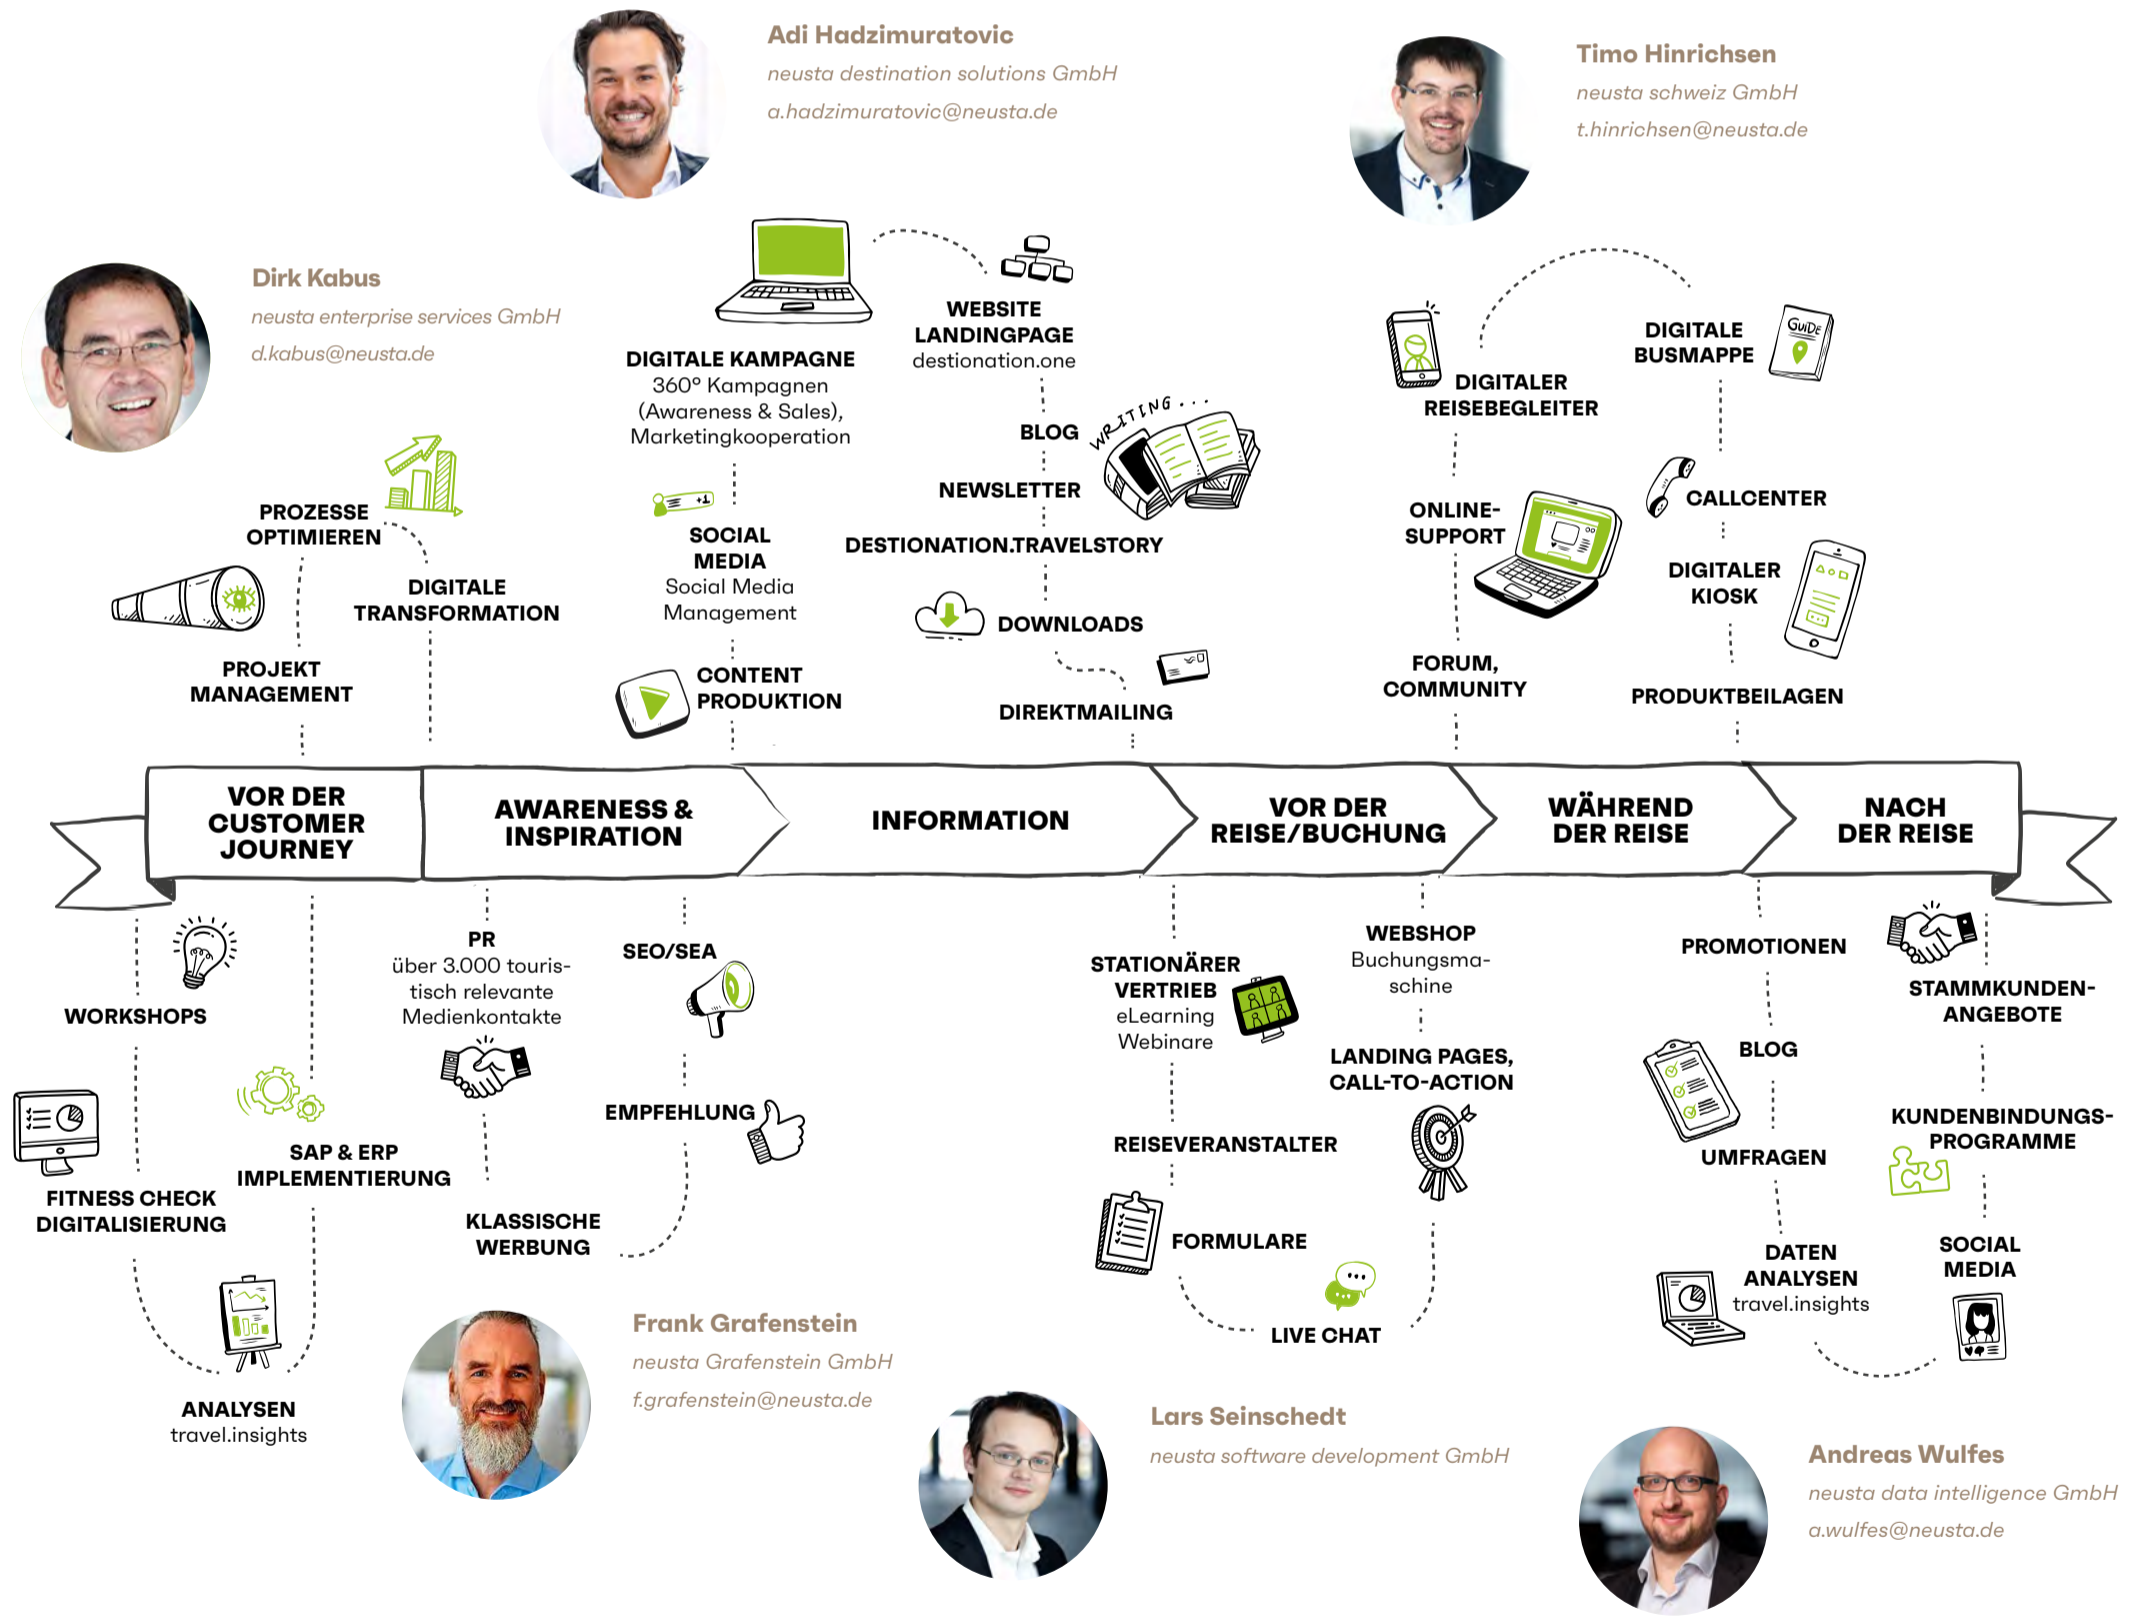 Adi Hadzimuratovic
neusta destination solutions GmbH
a.hadzimuratovic@neusta.de
Timo Hinrichsen
neusta schweiz GmbH
t.hinrichsen@neusta.de
Dirk Kabus
neusta enterprise services GmbH
d.kabus@neusta.de
PROZESSE
OPTIMIEREN
DIGITALE
TRANSFORMATION
PROJEKT
MANAGEMENT
DIGITALE KAMPAGNE
360° Kampagnen
(Awareness & Sales),
Marketingkooperation
+1
SOCIAL
MEDIA
Social Media
Management
CONTENT
PRODUKTION
WEBSITE
LANDINGPAGE
destionation.one
BLOG
WRITING...
NEWSLETTER
DESTIONATION.TRAVELSTORY
DOWNLOADS
DIREKTMAILING
DIGITALER
REISEBEGLEITER
ONLINE-
SUPPORT
FORUM,
COMMUNITY
DIGITALE
BUSMAPPE
GUIDE
CALLCENTER
DIGITALER
KIOSK
PRODUKTBEILAGEN
VOR DER
CUSTOMER
JOURNEY
AWARENESS &
INSPIRATION
INFORMATION
VOR DER
REISE/BUCHUNG
WÄHREND
DER REISE
NACH
DER REISE
WORKSHOPS
FITNESS CHECK
DIGITALISIERUNG
ANALYSEN
travel.insights
SAP & ERP
IMPLEMENTIERUNG
PR
über 3.000 touris-
tisch relevante
Medienkontakte
KLASSISCHE
WERBUNG
SEO/SEA
EMPFEHLUNG
STATIONÄRER
VERTRIEB
eLearning
Webinare
REISEVERANSTALTER
FORMULARE
LIVE CHAT
WEBSHOP
Buchungsma-
schine
LANDING PAGES,
CALL-TO-ACTION
PROMOTIONEN
BLOG
UMFRAGEN
DATEN
ANALYSEN
travel.insights
STAMMKUNDEN-
ANGEBOTE
KUNDENBINDUNGS-
PROGRAMME
SOCIAL
MEDIA
Frank Grafenstein
neusta Grafenstein GmbH
f.grafenstein@neusta.de
Lars Seinschedt
neusta software development GmbH
Andreas Wulfes
neusta data intelligence GmbH
a.wulfes@neusta.de